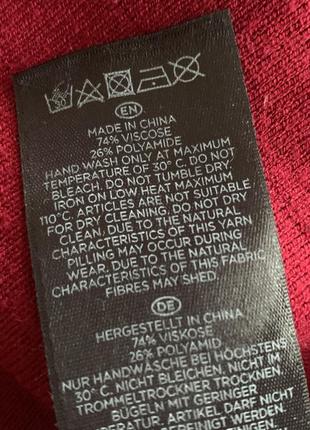 EN
MADE IN CHINA
74% VISCOSE
26% POLYAMIDE
HAND WASH ONLY AT MAXIMUM
TEMPERATURE OF 30° C. DO NOT
BLEACH. DO NOT TUMBLE DRY.
IRON ON LOW HEAT MAXIMUM
110°C. ARTICLES ARE NOT SUITABLE
FOR DRY CLEANING. DO NOT DRY
CLEAN. DUE TO THE NATURAL
CHARACTERISTICS OF THIS YARN
PILLING MAY OCCUR DURING
WEAR. DUE TO THE NATURAL
CHARACTERISTICS OF THIS FABRIC
FIBRES MAY SHED.
DE
HERGESTELLT IN CHINA
74% VISKOSE
26% POLYAMID
NUR HANDWÄSCHE BEI HÖCHSTENS
30° C. NICHT BLEICHEN. NICHT IM
TROMMELTROCKNER TROCKNEN.
BÜGELN MIT GERINGER
TEMPERATUR. ARTIKEL DARF NICHT
GEREINIGT WERDEN.